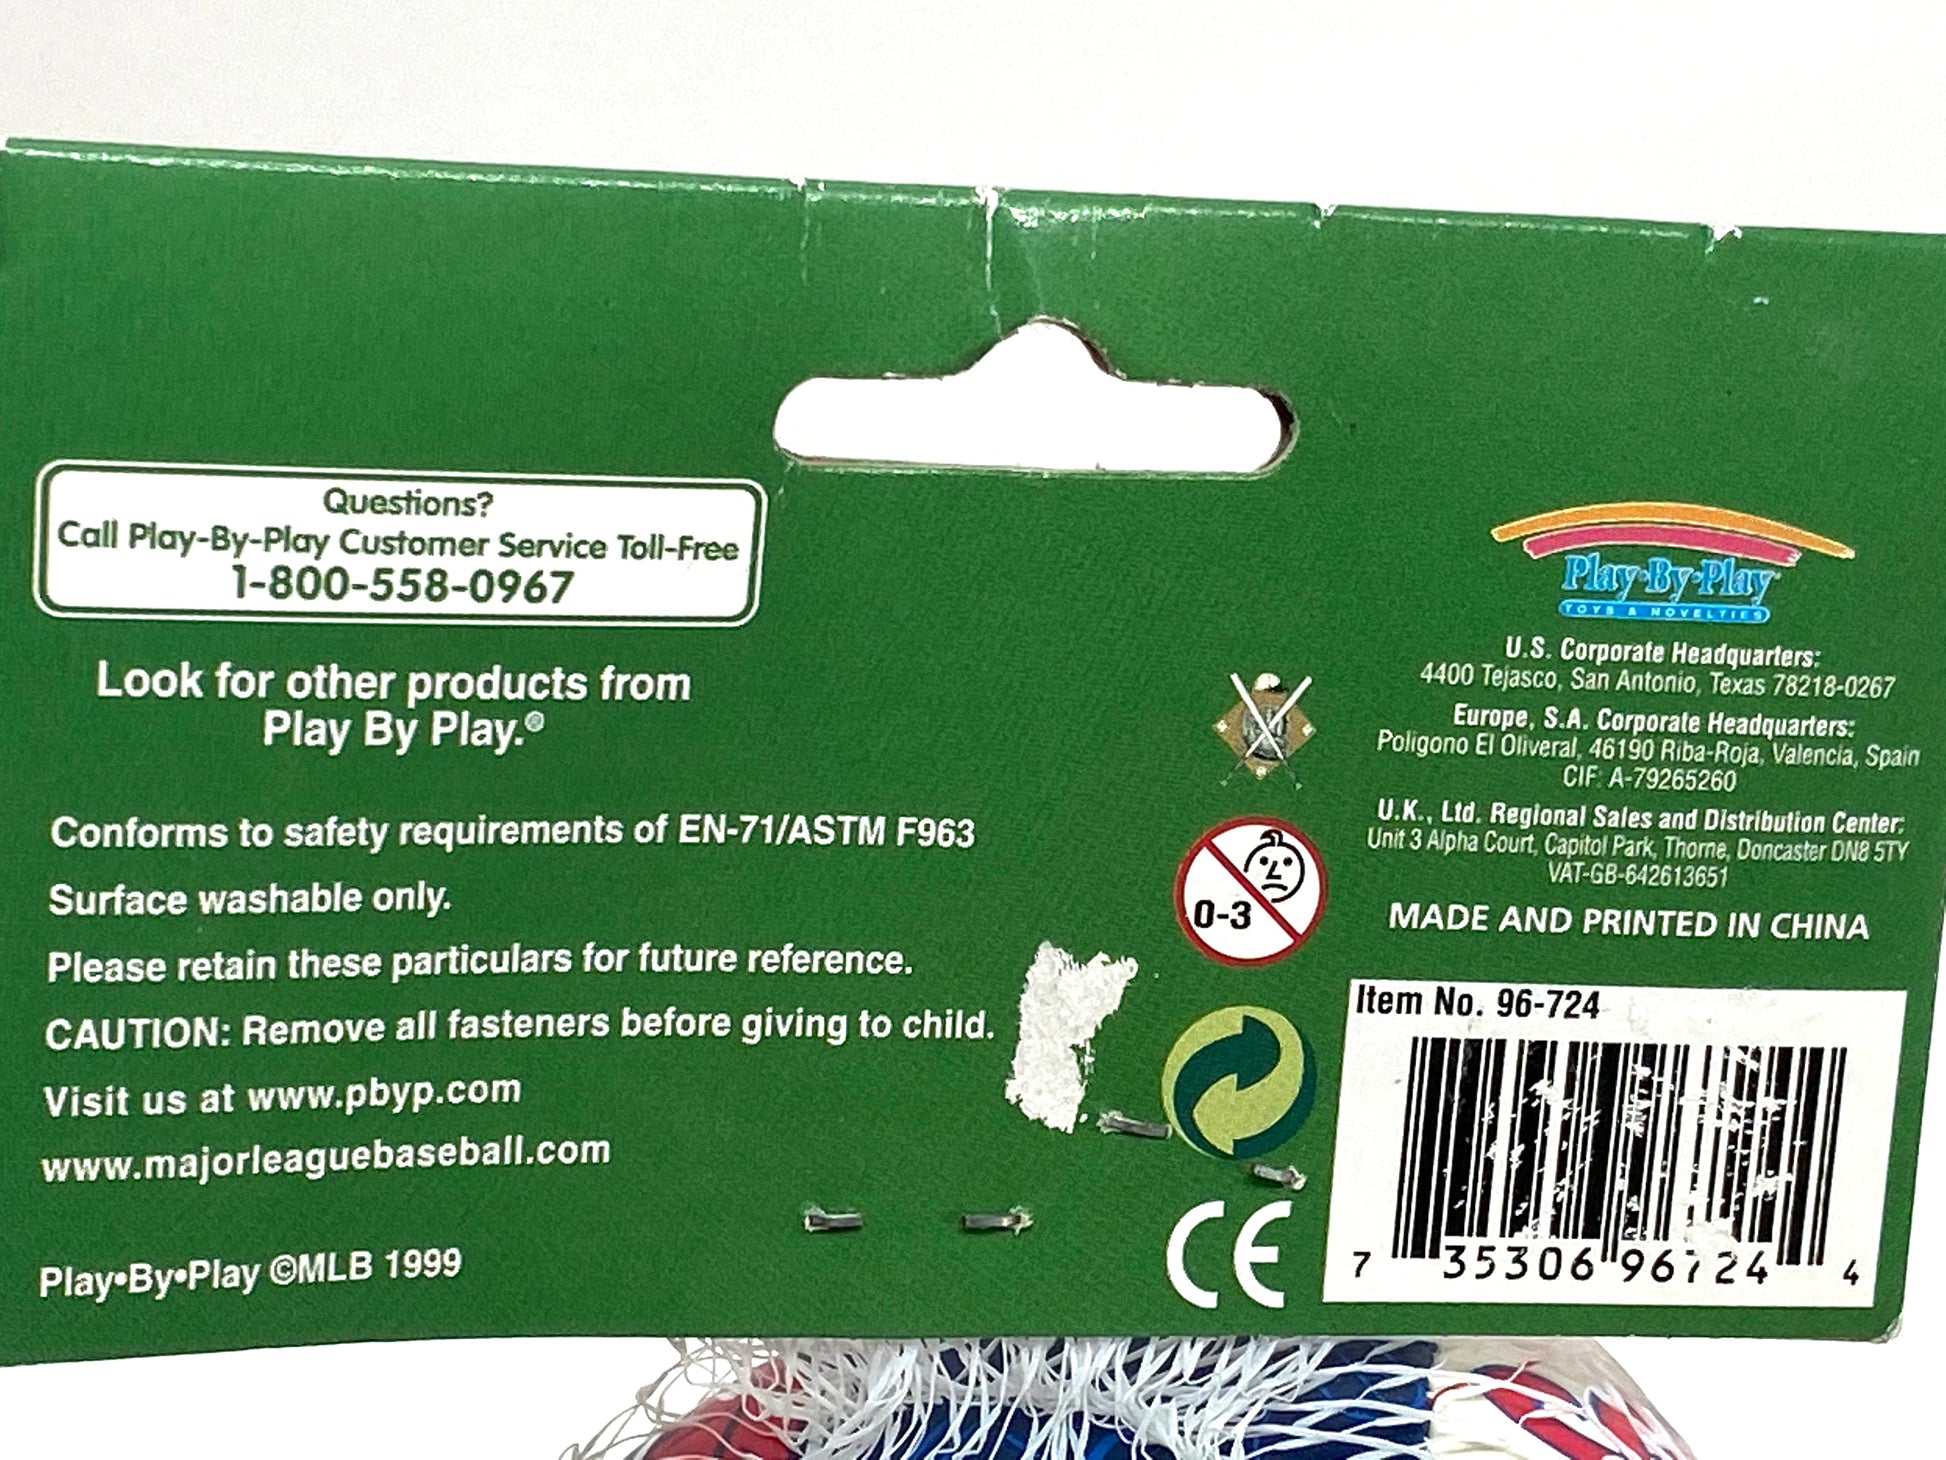 Questions?
Call Play-By-Play Customer Service Toll-Free
1-800-558-0967
Look for other products from
Play By Play.®
Conforms to safety requirements of EN-71/ASTM F963
Surface washable only.
Please retain these particulars for future reference.
CAUTION: Remove all fasteners before giving to child.
Visit us at www.pbyp.com
www.majorleaguebaseball.com
Play•By•Play ©MLB 1999
0-3
CE
Play•By•Play
TOYS & NOVELTIES
U.S. Corporate Headquarters:
4400 Tejasco, San Antonio, Texas 78218-0267
Europe, S.A. Corporate Headquarters:
Poligono El Oliveral, 46190 Riba-Roja, Valencia, Spain
CIF: A-79265260
U.K., Ltd. Regional Sales and Distribution Center:
Unit 3 Alpha Court, Capitol Park, Thorne, Doncaster DN8 5TY
VAT-GB-642613651
MADE AND PRINTED IN CHINA
Item No. 96-724
7 35306 96724 4